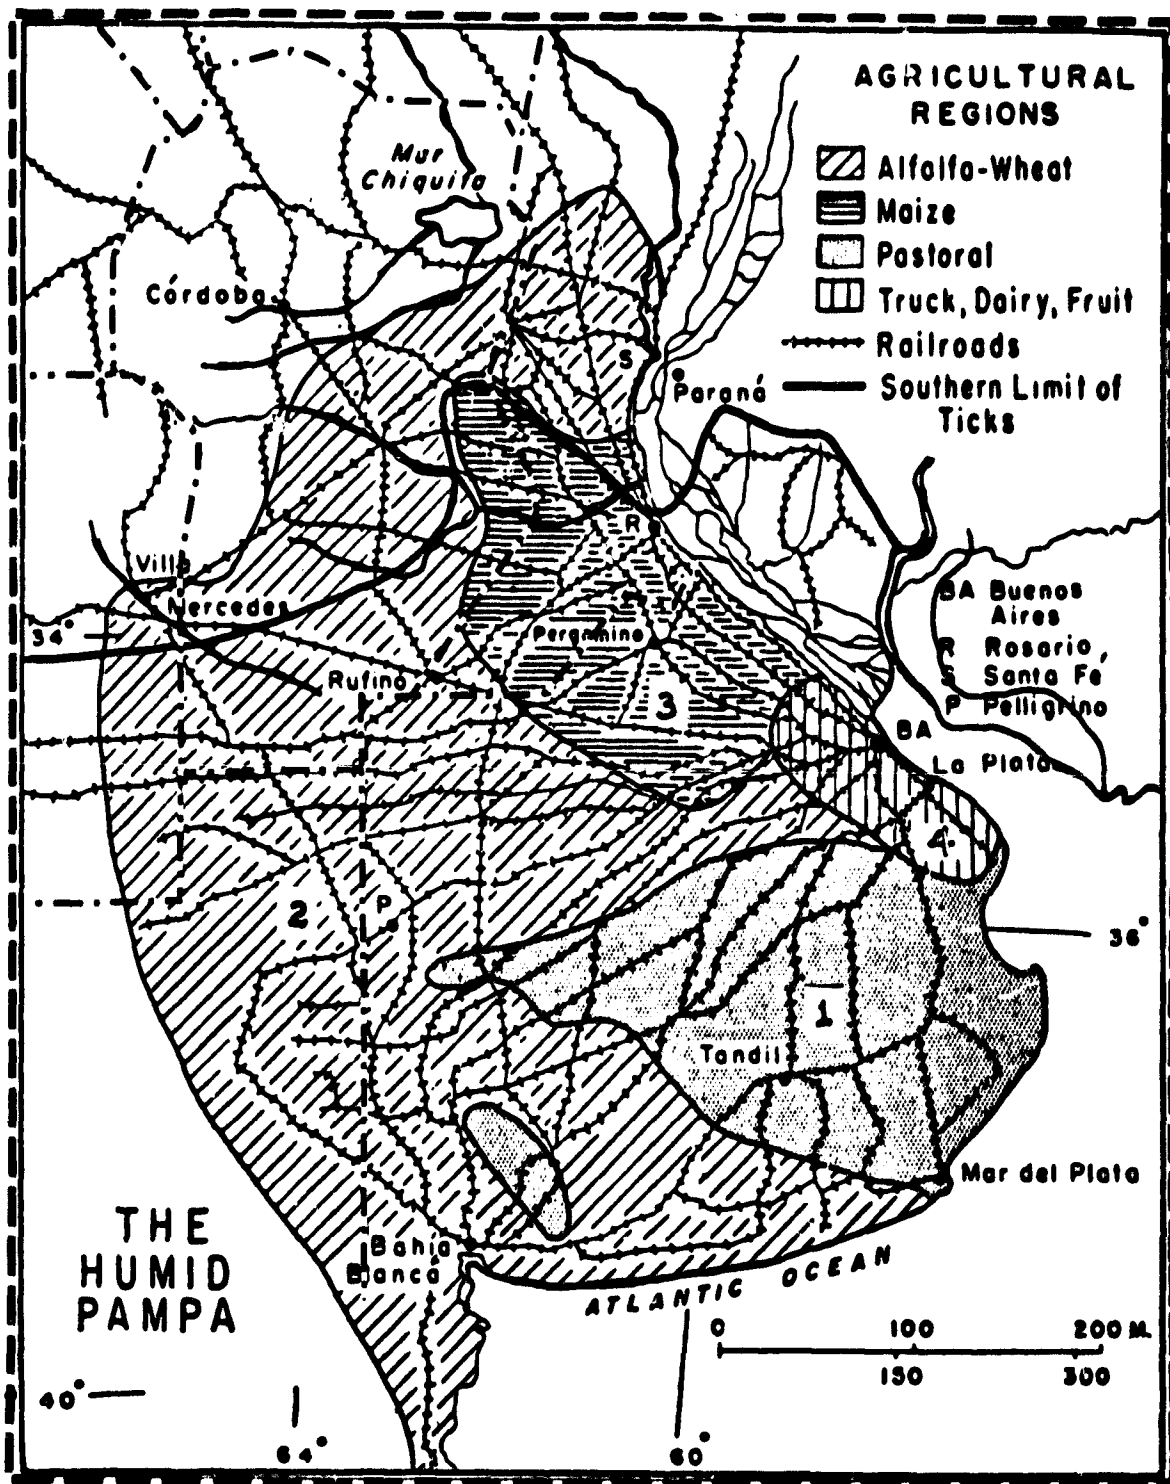 AGRICULTURAL
REGIONS
Alfalfa-Wheat
Maize
Pastoral
Truck, Dairy, Fruit
Railroads
Southern Limit of
Ticks
Mar
Chiquita
Córdoba
S
Paraná
R
Villa
Mercedes
34°
Pergamino
Rufino
3
BA Buenos
Aires
R Rosario
S Santa Fé
P Pelligrino
BA
La Plata
4
2
P
36°
1
Tandil
Mar del Plata
THE
HUMID
PAMPA
Bahía
Blanca
ATLANTIC OCEAN
0 100 200 M.
150 300
40°
64°
60°